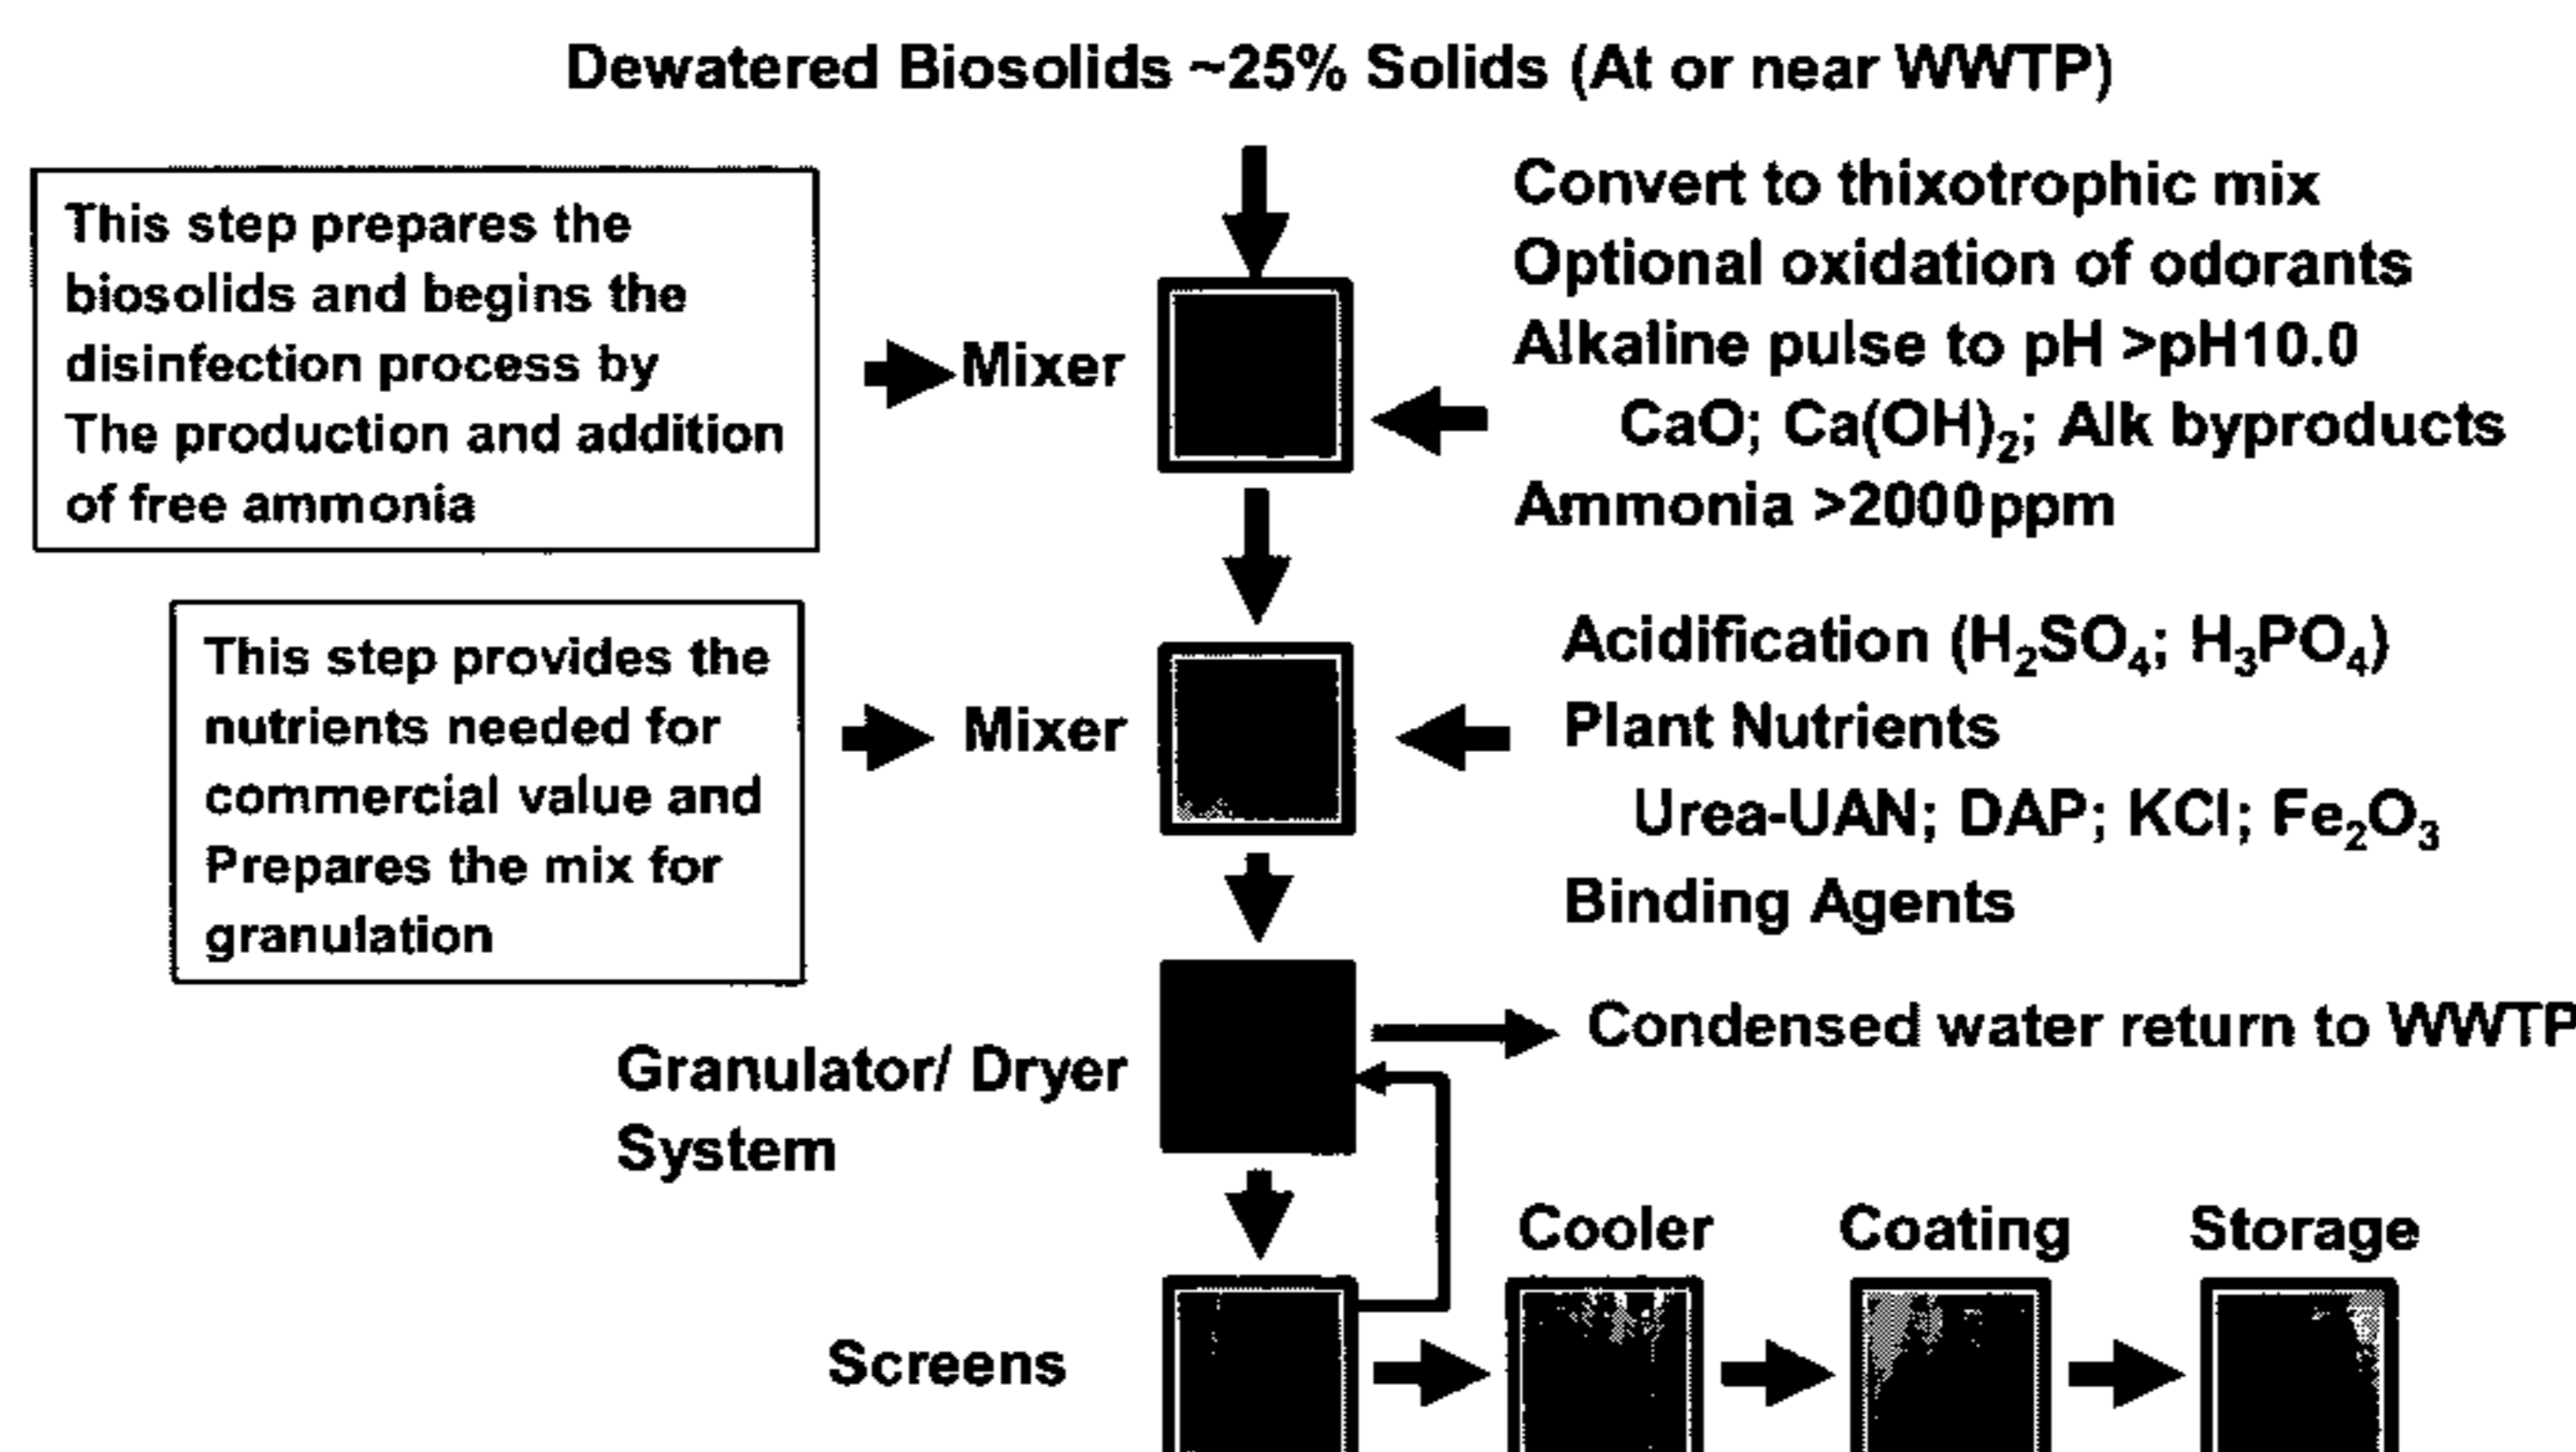 Dewatered Biosolids ~25% Solids (At or near WWTP)
This step prepares the
biosolids and begins the
disinfection process by
The production and addition
of free ammonia
Mixer
Convert to thixotrophic mix
Optional oxidation of odorants
Alkaline pulse to pH >pH10.0
CaO; Ca(OH)₂; Alk byproducts
Ammonia >2000ppm
This step provides the
nutrients needed for
commercial value and
Prepares the mix for
granulation
Mixer
Acidification (H₂SO₄; H₃PO₄)
Plant Nutrients
Urea-UAN; DAP; KCl; Fe₂O₃
Binding Agents
Granulator/ Dryer
System
Condensed water return to WWTP
Screens
Cooler
Coating
Storage